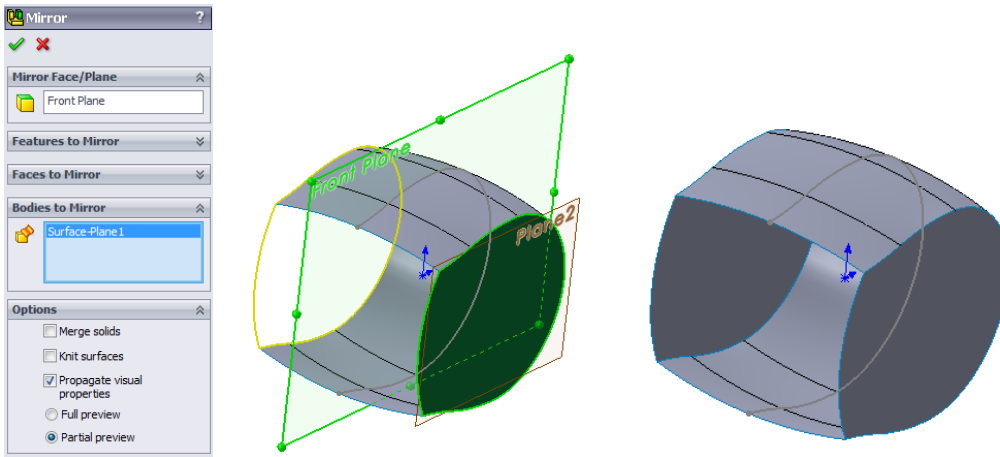 Mirror
?
Mirror Face/Plane
Front Plane
Features to Mirror
Faces to Mirror
Bodies to Mirror
Surface-Plane1
Options
Merge solids
Knit surfaces
Propagate visual
properties
Full preview
Partial preview
Front Plane
Plane2